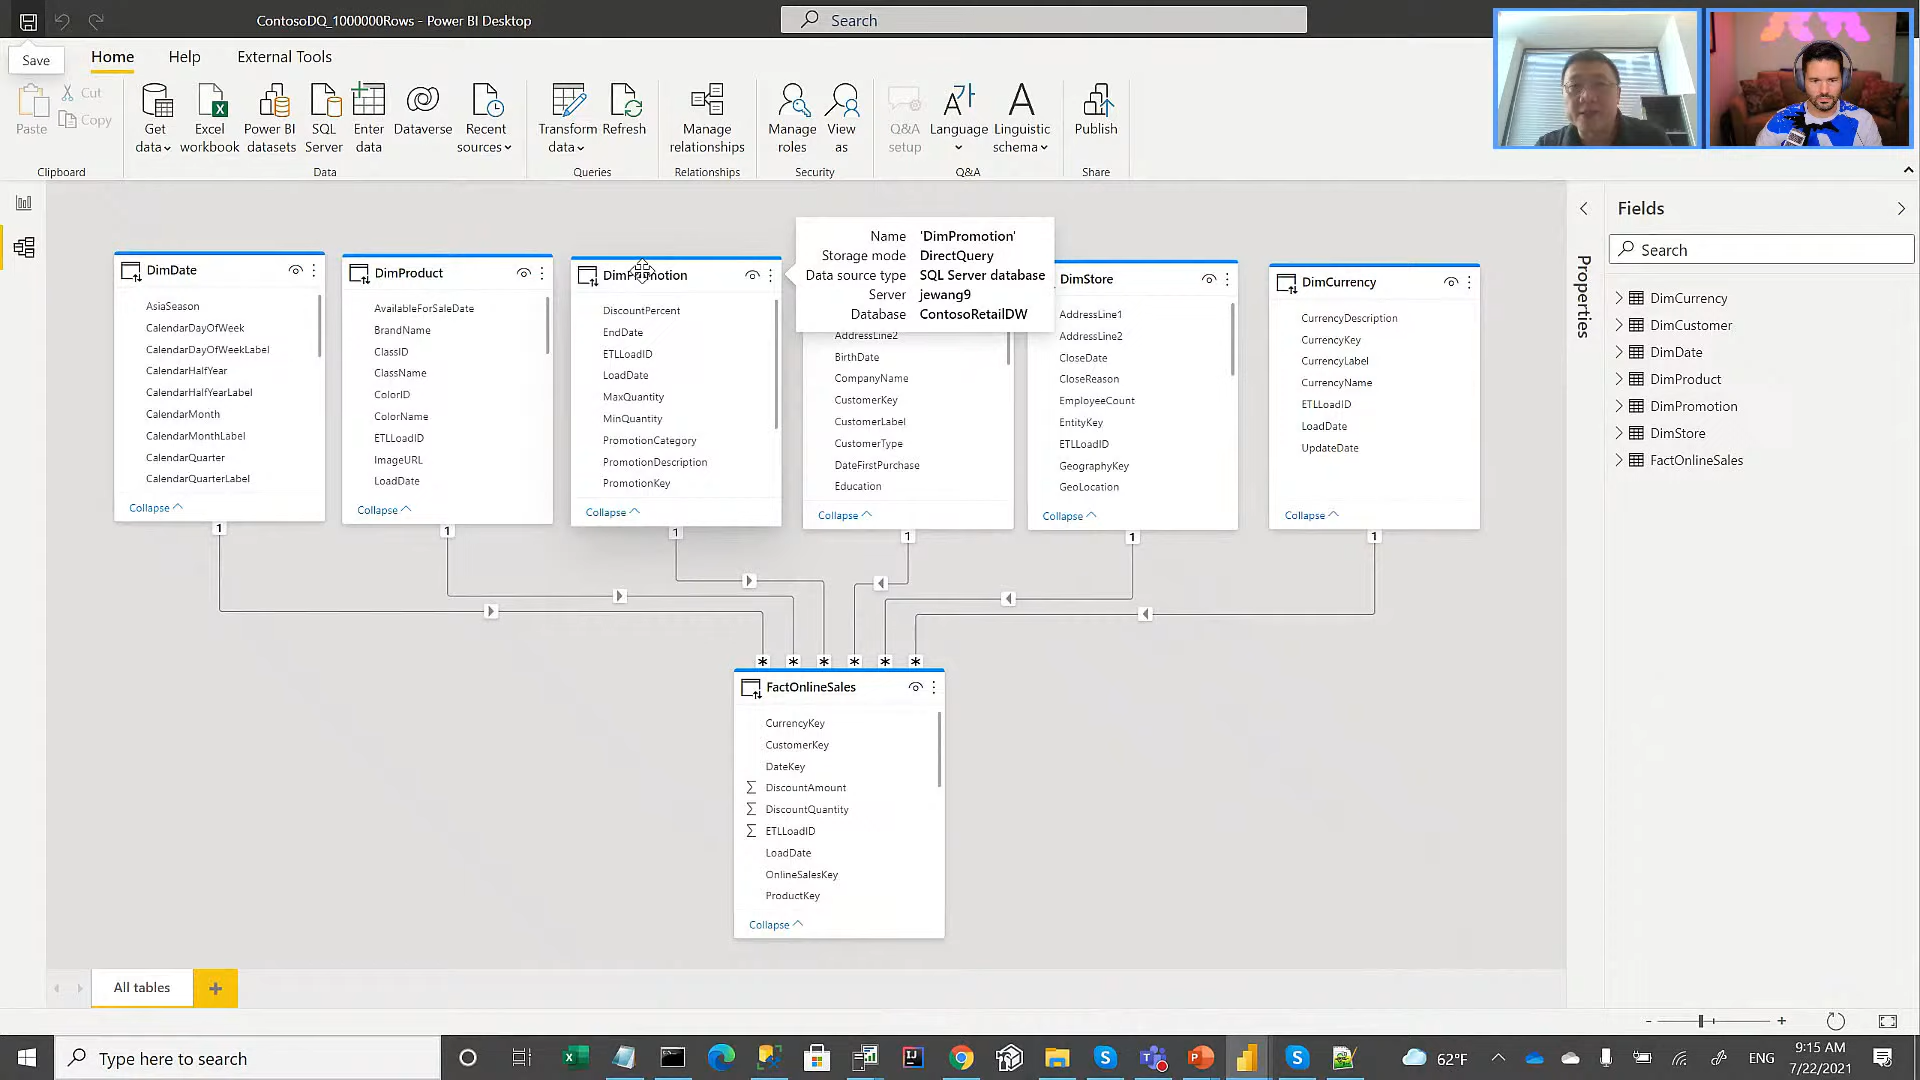 ContosoDQ_1000000Rows - Power BI Desktop
Search
Save
Home
Help
External Tools
Paste
Cut
Copy
Get data
Excel workbook
Power BI datasets
SQL Server
Enter data
Dataverse
Recent sources
Transform data
Refresh
Manage relationships
Manage roles
View as
Q&A setup
Language
Linguistic schema
Publish
Clipboard
Data
Queries
Relationships
Security
Q&A
Share
DimDate
AsiaSeason
CalendarDayOfWeek
CalendarDayOfWeekLabel
CalendarHalfYear
CalendarHalfYearLabel
CalendarMonth
CalendarMonthLabel
CalendarQuarter
CalendarQuarterLabel
Collapse
1
DimProduct
AvailableForSaleDate
BrandName
ClassID
ClassName
ColorID
ColorName
ETLLoadID
ImageURL
LoadDate
Collapse
1
DimPromotion
DiscountPercent
EndDate
ETLLoadID
LoadDate
MaxQuantity
MinQuantity
PromotionCategory
PromotionDescription
PromotionKey
Collapse
1
Name 'DimPromotion'
Storage mode DirectQuery
Data source type SQL Server database
Server jewang9
Database ContosoRetailDW
AddressLine2
BirthDate
CompanyName
CustomerKey
CustomerLabel
CustomerType
DateFirstPurchase
Education
Collapse
1
DimStore
AddressLine1
AddressLine2
CloseDate
CloseReason
EmployeeCount
EntityKey
ETLLoadID
GeographyKey
GeoLocation
Collapse
1
DimCurrency
CurrencyDescription
CurrencyKey
CurrencyLabel
CurrencyName
ETLLoadID
LoadDate
UpdateDate
Collapse
1
* * * * * *
FactOnlineSales
CurrencyKey
CustomerKey
DateKey
∑ DiscountAmount
∑ DiscountQuantity
∑ ETLLoadID
LoadDate
OnlineSalesKey
ProductKey
Collapse
Properties
Fields
Search
DimCurrency
DimCustomer
DimDate
DimProduct
DimPromotion
DimStore
FactOnlineSales
All tables
+
- +
Type here to search
62°F
ENG
9:15 AM
7/22/2021